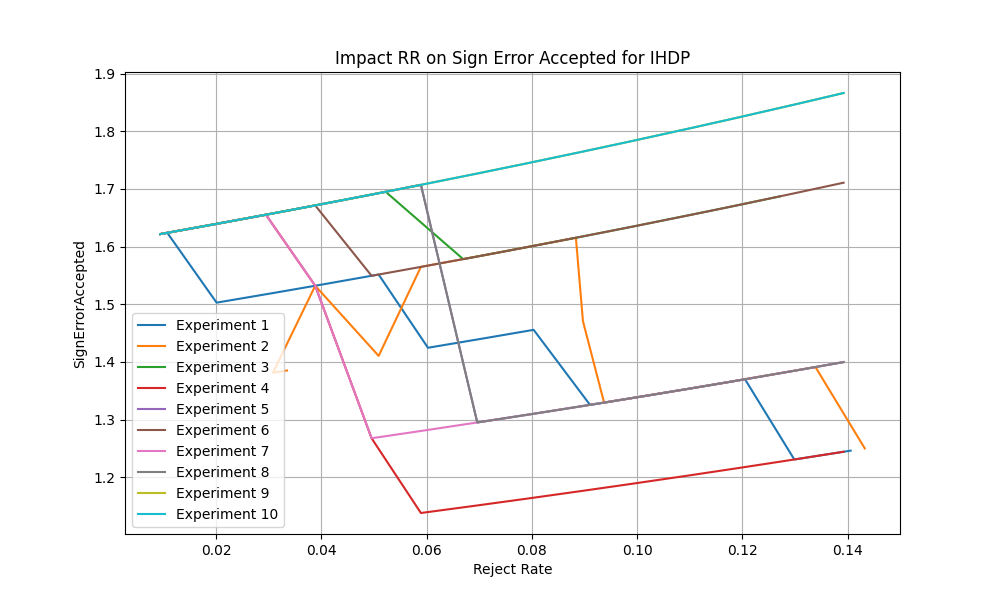 Impact RR on Sign Error Accepted for IHDP
SignErrorAccepted
1.9
1.8
1.7
1.6
1.5
1.4
1.3
1.2
Experiment 1
Experiment 2
Experiment 3
Experiment 4
Experiment 5
Experiment 6
Experiment 7
Experiment 8
Experiment 9
Experiment 10
0.02 0.04 0.06 0.08 0.10 0.12 0.14
Reject Rate